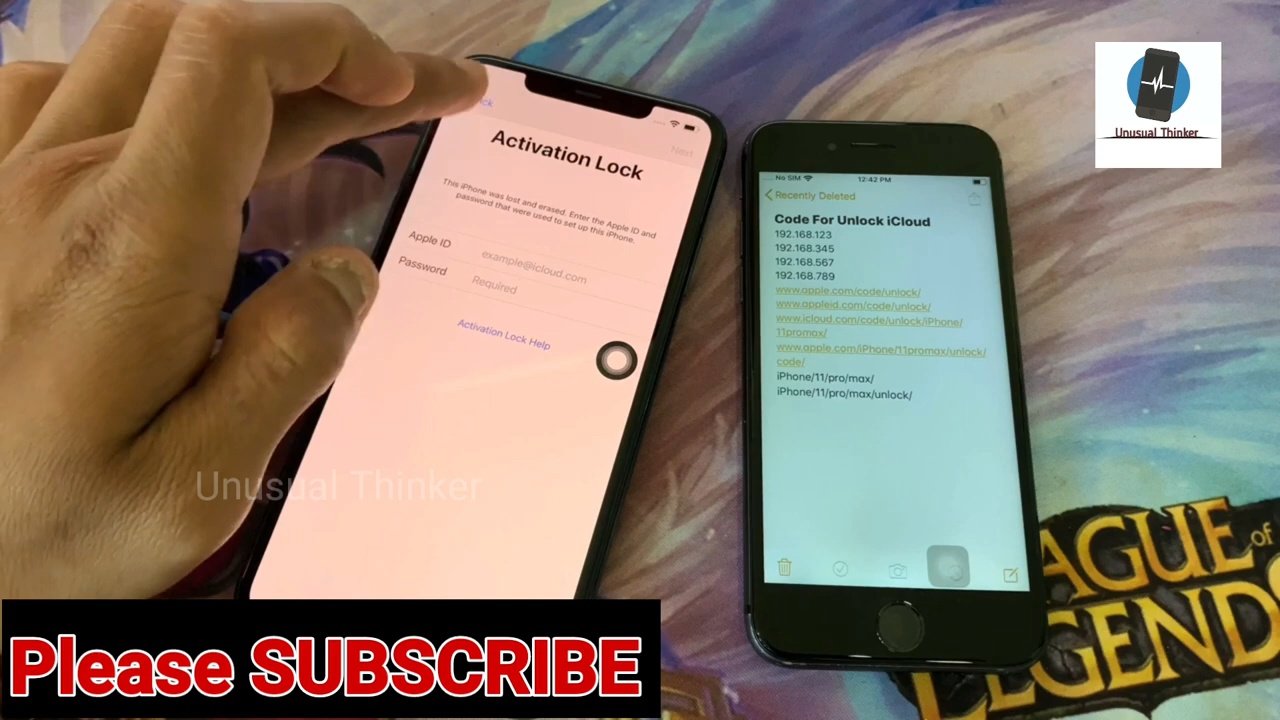 ck
Next
Activation Lock
This iPhone was lost and erased. Enter the Apple ID and
password that were used to set up this iPhone.
Apple ID
example@icloud.com
Password
Required
Activation Lock Help
No SIM
12:42 PM
Recently Deleted
Code For Unlock iCloud
192.168.123
192.168.345
192.168.567
192.168.789
www.apple.com/code/unlock/
www.appleid.com/code/unlock/
www.icloud.com/code/unlock/iPhone/
11promax/
www.apple.com/iPhone/11promax/unlock/
code/
iPhone/11/pro/max/
iPhone/11/pro/max/unlock/
Unusual Thinker
Unusual Thinker
AGUE of
LEGEND
Please SUBSCRIBE